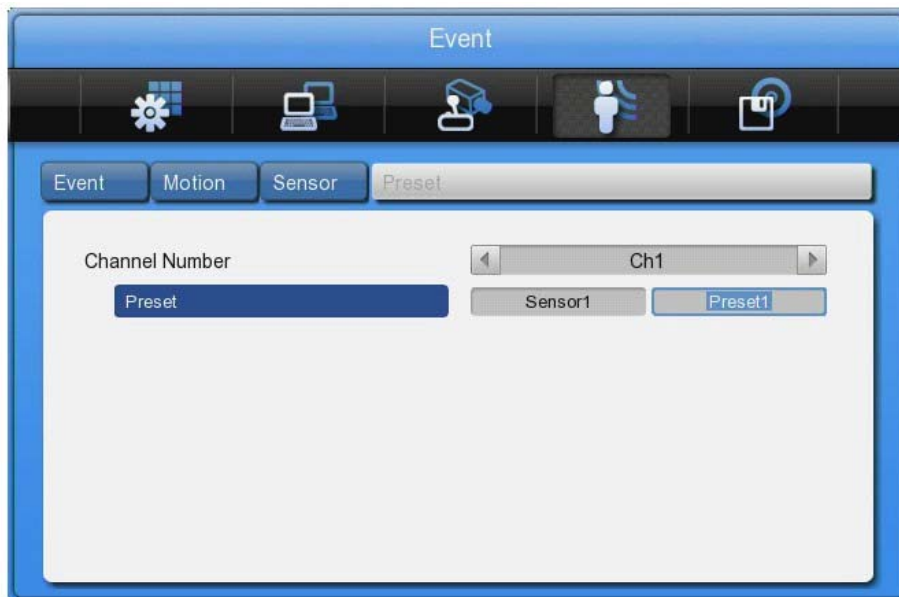 Event
Event Motion Sensor Preset
Channel Number Ch1
Preset Sensor1 Preset1